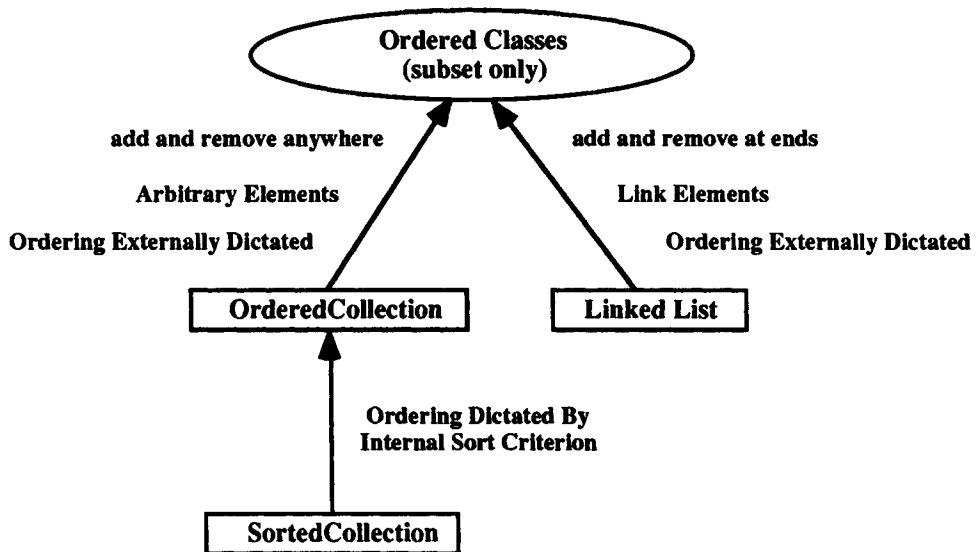 Ordered Classes
(subset only)
add and remove anywhere
add and remove at ends
Arbitrary Elements
Link Elements
Ordering Externally Dictated
Ordering Externally Dictated
OrderedCollection
Linked List
Ordering Dictated By
Internal Sort Criterion
SortedCollection